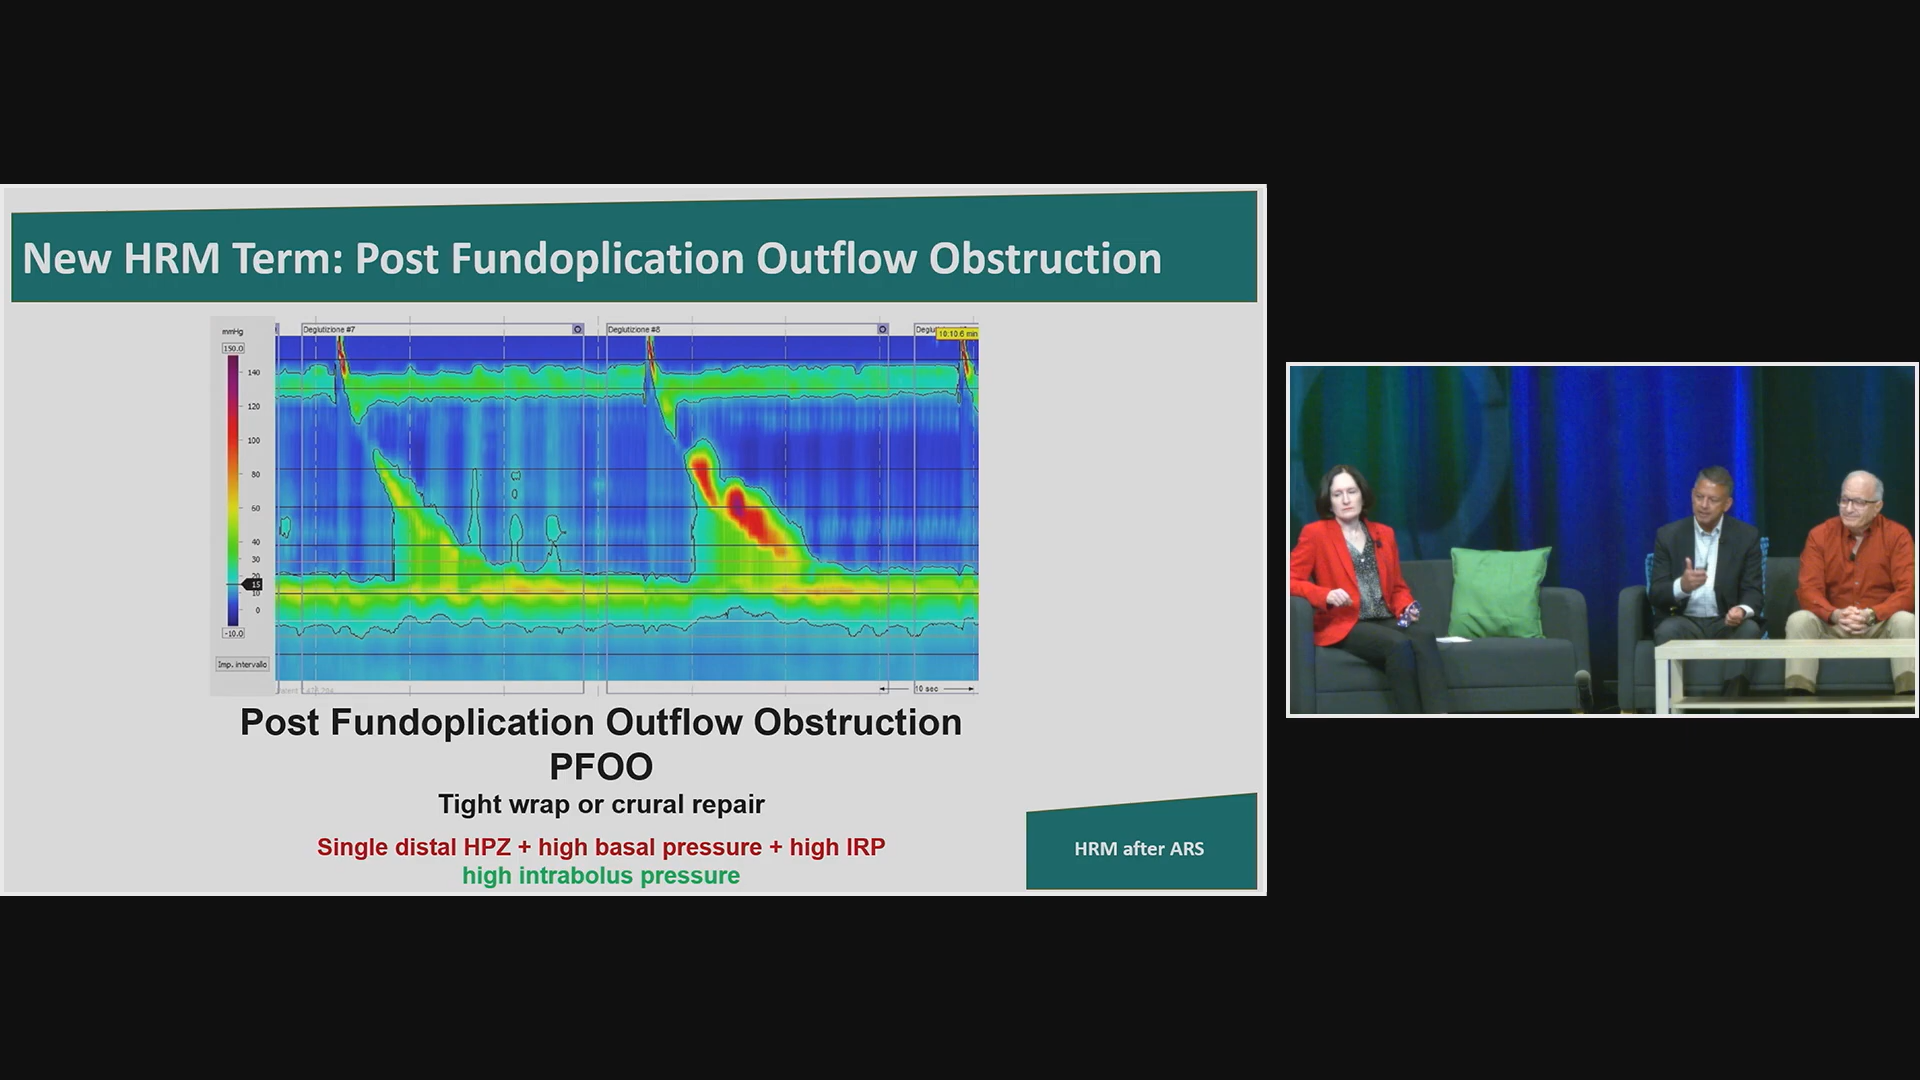 New HRM Term: Post Fundoplication Outflow Obstruction
mmHg
Deglutizione #7
Deglutizione #8
Deglu
10:10.6 min
150.0
140
120
100
80
60
40
30
20
15
10
0
-10.0
Imp. intervallo
10 sec
Post Fundoplication Outflow Obstruction
PFOO
Tight wrap or crural repair
Single distal HPZ + high basal pressure + high IRP
high intrabolus pressure
HRM after ARS